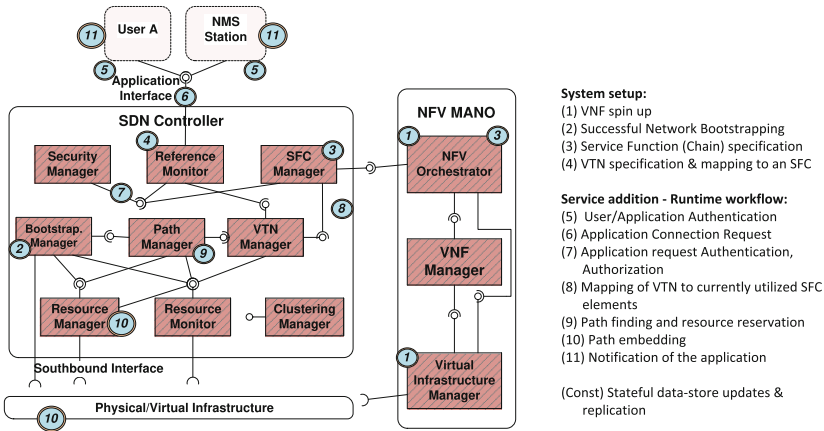 11
User A
NMS
Station
11
5
5
Application
Interface
6
SDN Controller
4
3
Security
Manager
Reference
Monitor
SFC
Manager
7
8
Bootstrap.
Manager
2
Path
Manager
9
VTN
Manager
Resource
Manager
10
Resource
Monitor
Clustering
Manager
Southbound Interface
Physical/Virtual Infrastructure
10
NFV MANO
1
3
NFV
Orchestrator
VNF
Manager
1
Virtual
Infrastructure
Manager
System setup:
(1) VNF spin up
(2) Successful Network Bootstrapping
(3) Service Function (Chain) specification
(4) VTN specification & mapping to an SFC
Service addition - Runtime workflow:
(5) User/Application Authentication
(6) Application Connection Request
(7) Application request Authentication,
Authorization
(8) Mapping of VTN to currently utilized SFC
elements
(9) Path finding and resource reservation
(10) Path embedding
(11) Notification of the application
(Const) Stateful data-store updates &
replication